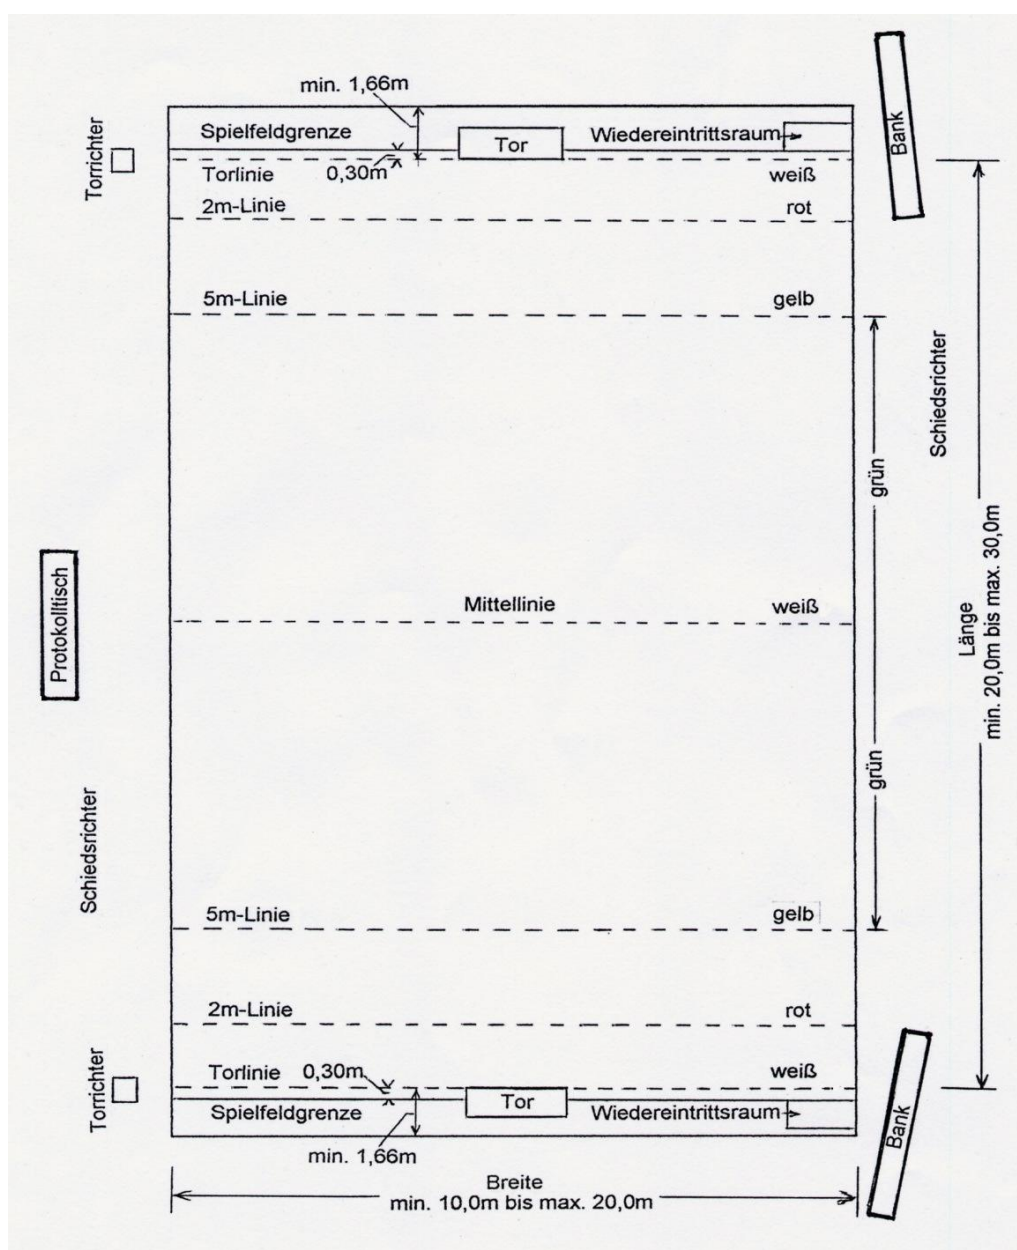 min. 1,66m
Torrichter
Spielfeldgrenze
Tor
Wiedereintrittsraum
Bank
Torlinie
0,30m
weiß
2m-Linie
rot
5m-Linie
gelb
Schiedsrichter
grün
Länge
min. 20,0m bis max. 30,0m
Protokolltisch
Mittellinie
weiß
grün
Schiedsrichter
5m-Linie
gelb
2m-Linie
rot
Torrichter
Torlinie
0,30m
weiß
Spielfeldgrenze
Tor
Wiedereintrittsraum
Bank
min. 1,66m
Breite
min. 10,0m bis max. 20,0m